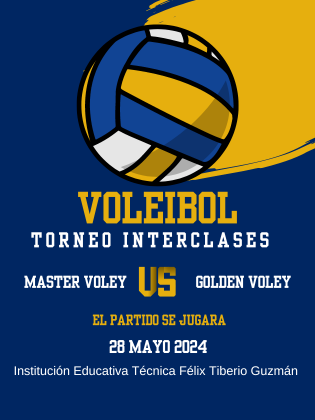 VOLEIBOL
TORNEO INTERCLASES
MASTER VOLEY US GOLDEN VOLEY
EL PARTIDO SE JUGARA
28 MAYO 2024
Institución Educativa Técnica Félix Tiberio Guzmán